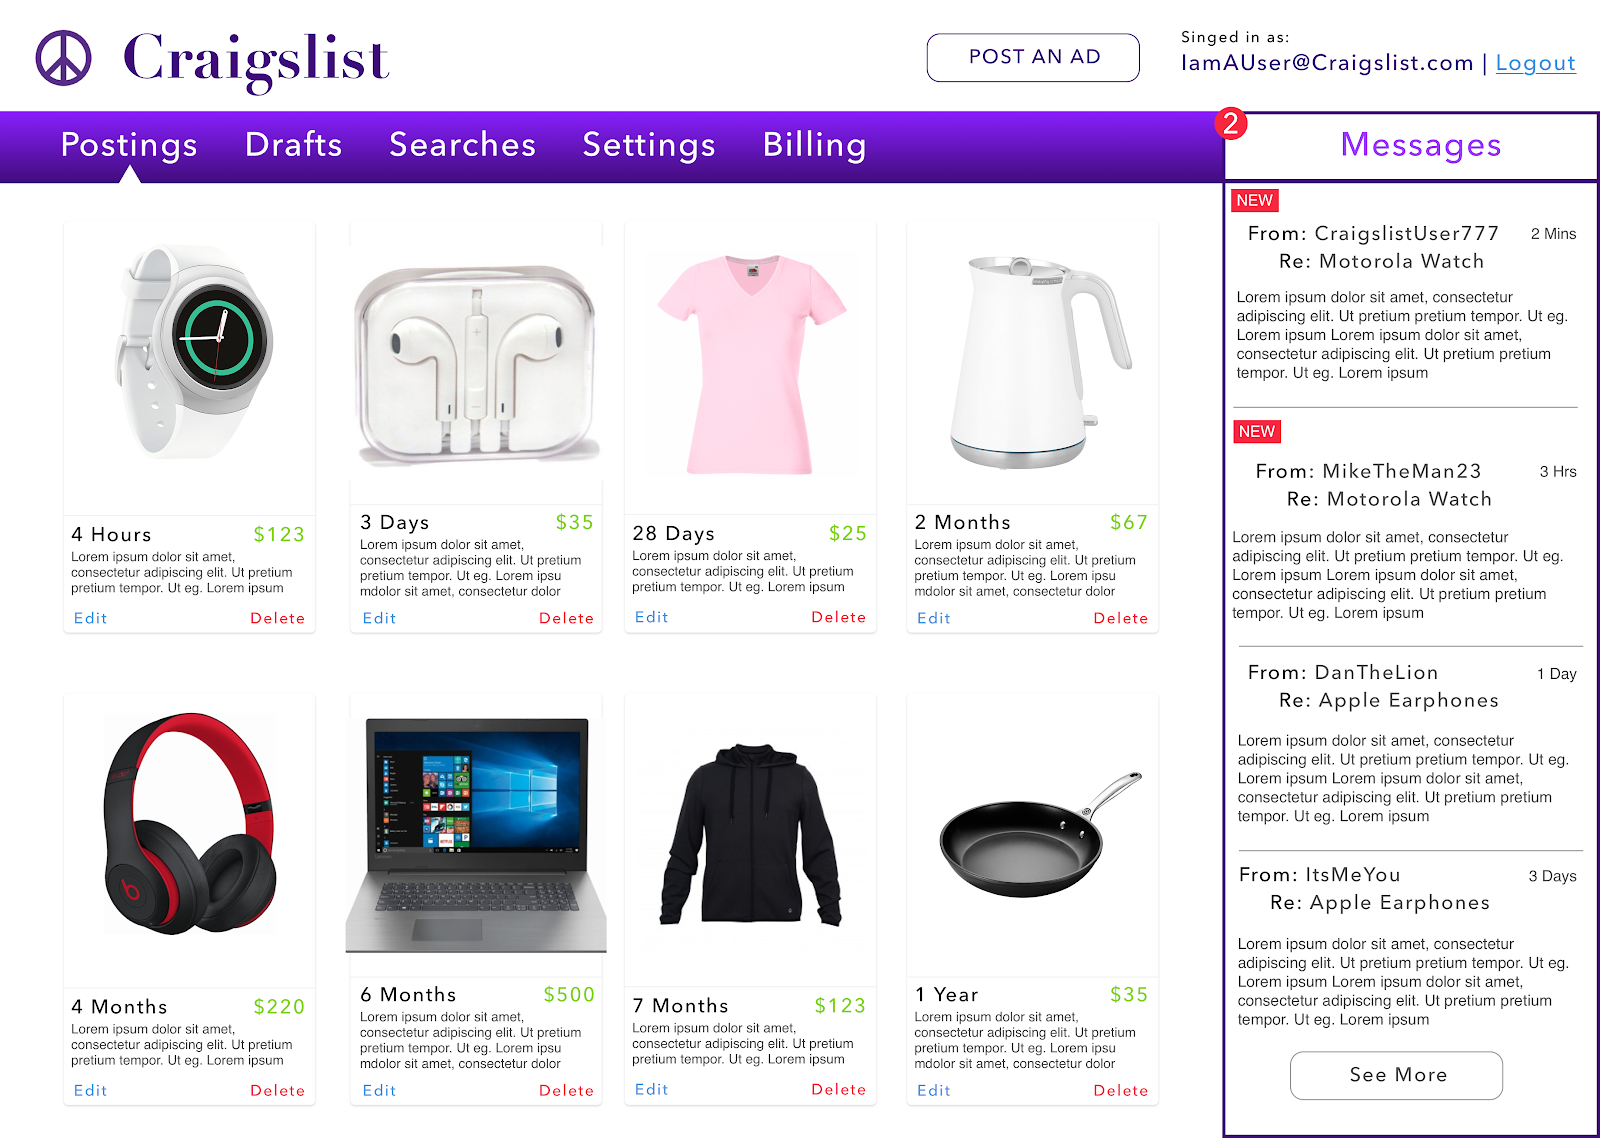 Craigslist
POST AN AD
Singed in as:
IamAUser@Craigslist.com | Logout
Postings Drafts Searches Settings Billing
2
Messages
4 Hours $123
Lorem ipsum dolor sit amet,
consectetur adipiscing elit. Ut pretium
pretium tempor. Ut eg. Lorem ipsum
Edit Delete
3 Days $35
Lorem ipsum dolor sit amet,
consectetur adipiscing elit. Ut pretium
pretium tempor. Ut eg. Lorem ipsu
mdolor sit amet, consectetur dolor
Edit Delete
28 Days $25
Lorem ipsum dolor sit amet,
consectetur adipiscing elit. Ut pretium
pretium tempor. Ut eg. Lorem ipsum
Edit Delete
2 Months $67
Lorem ipsum dolor sit amet,
consectetur adipiscing elit. Ut pretium
pretium tempor. Ut eg. Lorem ipsu
mdolor sit amet, consectetur dolor
Edit Delete
4 Months $220
Lorem ipsum dolor sit amet,
consectetur adipiscing elit. Ut pretium
pretium tempor. Ut eg. Lorem ipsum
Edit Delete
6 Months $500
Lorem ipsum dolor sit amet,
consectetur adipiscing elit. Ut pretium
pretium tempor. Ut eg. Lorem ipsu
mdolor sit amet, consectetur dolor
Edit Delete
7 Months $123
Lorem ipsum dolor sit amet,
consectetur adipiscing elit. Ut pretium
pretium tempor. Ut eg. Lorem ipsum
Edit Delete
1 Year $35
Lorem ipsum dolor sit amet,
consectetur adipiscing elit. Ut pretium
pretium tempor. Ut eg. Lorem ipsu
mdolor sit amet, consectetur dolor
Edit Delete
NEW
From: CraigslistUser777 2 Mins
Re: Motorola Watch
Lorem ipsum dolor sit amet, consectetur
adipiscing elit. Ut pretium pretium tempor. Ut eg.
Lorem ipsum Lorem ipsum dolor sit amet,
consectetur adipiscing elit. Ut pretium pretium
tempor. Ut eg. Lorem ipsum
NEW
From: MikeTheMan23 3 Hrs
Re: Motorola Watch
Lorem ipsum dolor sit amet, consectetur
adipiscing elit. Ut pretium pretium tempor. Ut eg.
Lorem ipsum Lorem ipsum dolor sit amet,
consectetur adipiscing elit. Ut pretium pretium
tempor. Ut eg. Lorem ipsum
From: DanTheLion 1 Day
Re: Apple Earphones
Lorem ipsum dolor sit amet, consectetur
adipiscing elit. Ut pretium pretium tempor. Ut eg.
Lorem ipsum Lorem ipsum dolor sit amet,
consectetur adipiscing elit. Ut pretium pretium
tempor. Ut eg. Lorem ipsum
From: ItsMeYou 3 Days
Re: Apple Earphones
Lorem ipsum dolor sit amet, consectetur
adipiscing elit. Ut pretium pretium tempor. Ut eg.
Lorem ipsum Lorem ipsum dolor sit amet,
consectetur adipiscing elit. Ut pretium pretium
tempor. Ut eg. Lorem ipsum
See More